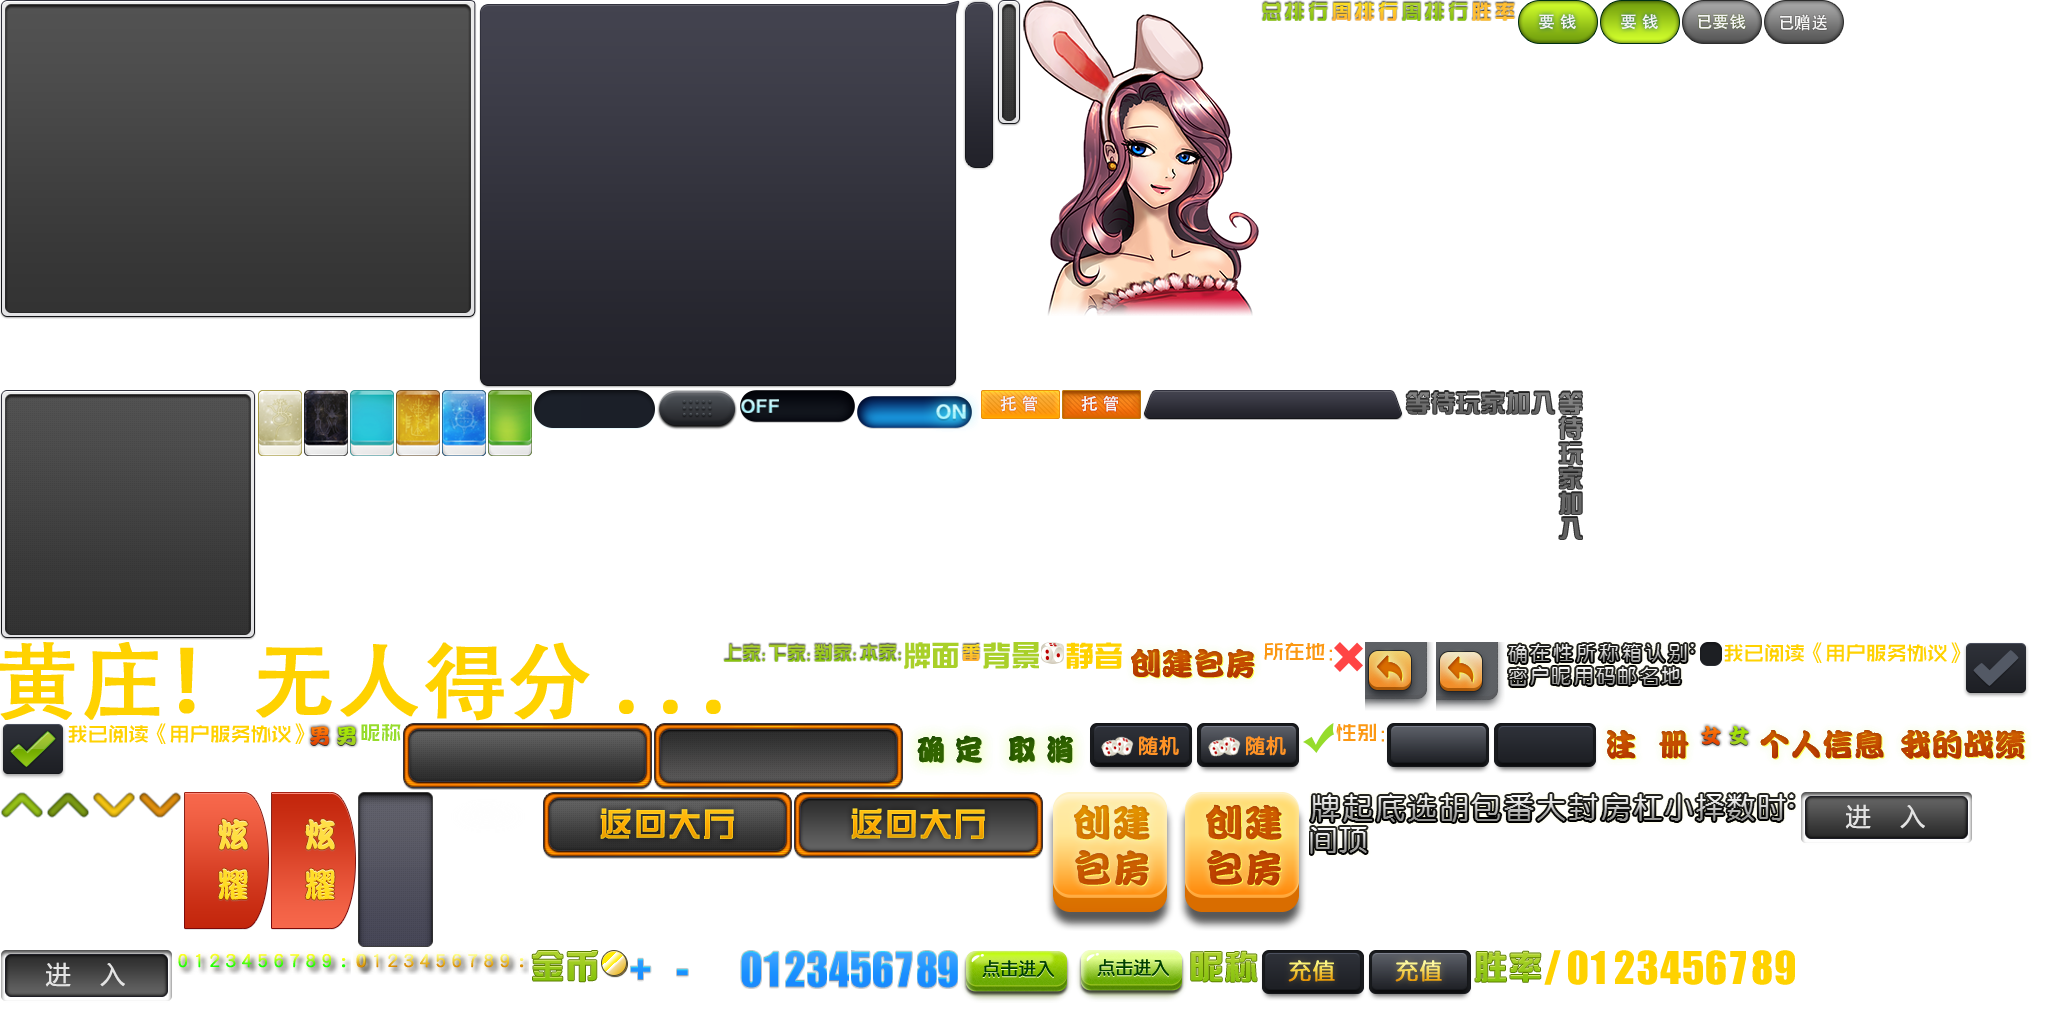 总排行周排行周排行胜率
要 钱
要 钱
已要钱
已赠送
OFF
ON
托 管
托 管
等待玩家加入
等待玩家加入
黄庄！无人得分...
上家:下家:对家:本家:牌面番背景
静音
创建包房
所在地:
确在性所称箱认别:
密户昵用码邮名地
我已阅读《用户服务协议》
我已阅读《用户服务协议》
男
男
昵称
确 定
取 消
随机
随机
性别:
注 册
女
女
个人信息
我的战绩
炫耀
炫耀
返回大厅
返回大厅
创建
包房
创建
包房
牌起底选胡包番大封房杠小择数时:
间顶
进 入
进 入
0123456789:
0123456789:
金币
+ -
0123456789
点击进入
点击进入
昵称
充值
充值
胜率
/0123456789